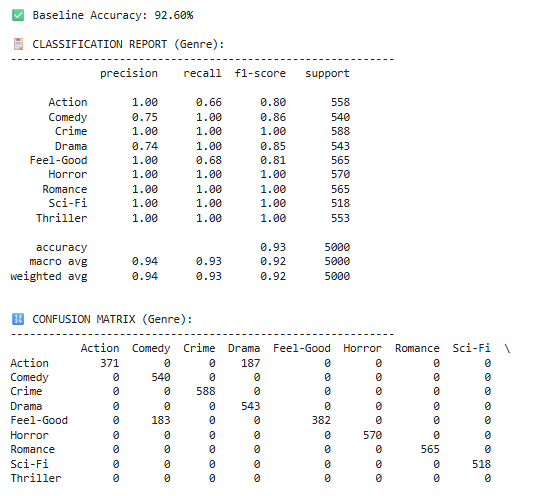 ✅ Baseline Accuracy: 92.60%
📋 CLASSIFICATION REPORT (Genre):
----------------------------------------------------------
precision recall f1-score support
Action 1.00 0.66 0.80 558
Comedy 0.75 1.00 0.86 540
Crime 1.00 1.00 1.00 588
Drama 0.74 1.00 0.85 543
Feel-Good 1.00 0.68 0.81 565
Horror 1.00 1.00 1.00 570
Romance 1.00 1.00 1.00 565
Sci-Fi 1.00 1.00 1.00 518
Thriller 1.00 1.00 1.00 553
accuracy 0.93 5000
macro avg 0.94 0.93 0.92 5000
weighted avg 0.94 0.93 0.92 5000
🔢 CONFUSION MATRIX (Genre):
----------------------------------------------------------
Action Comedy Crime Drama Feel-Good Horror Romance Sci-Fi \
Action 371 0 0 187 0 0 0 0
Comedy 0 540 0 0 0 0 0 0
Crime 0 0 588 0 0 0 0 0
Drama 0 0 0 543 0 0 0 0
Feel-Good 0 183 0 0 382 0 0 0
Horror 0 0 0 0 0 570 0 0
Romance 0 0 0 0 0 0 565 0
Sci-Fi 0 0 0 0 0 0 0 518
Thriller 0 0 0 0 0 0 0 0